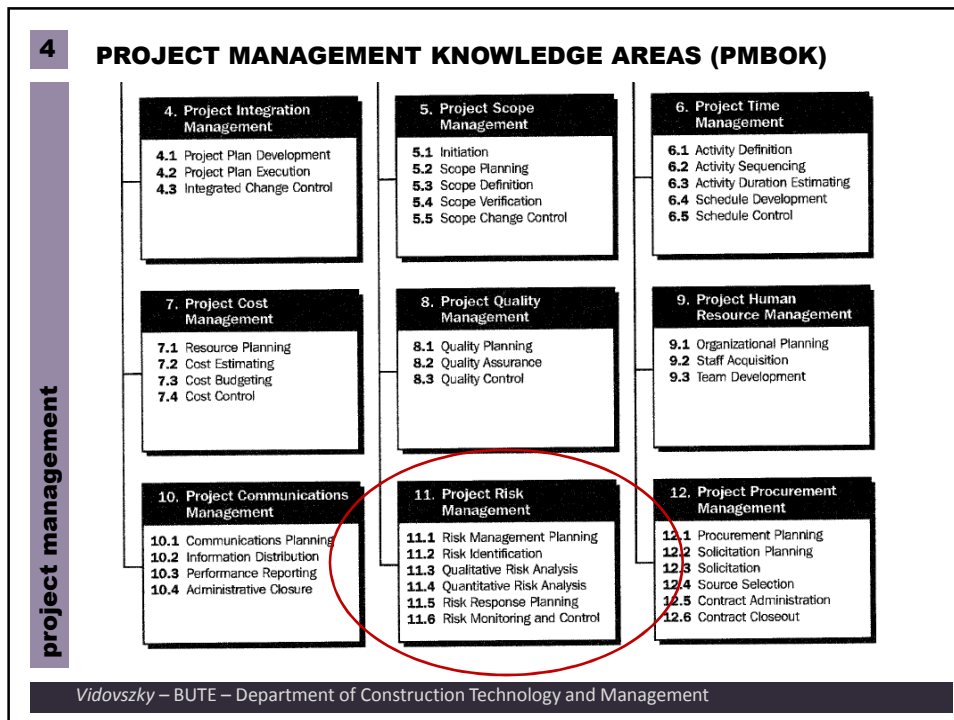 4
PROJECT MANAGEMENT KNOWLEDGE AREAS (PMBOK)
project management
4. Project Integration
Management
4.1 Project Plan Development
4.2 Project Plan Execution
4.3 Integrated Change Control
5. Project Scope
Management
5.1 Initiation
5.2 Scope Planning
5.3 Scope Definition
5.4 Scope Verification
5.5 Scope Change Control
6. Project Time
Management
6.1 Activity Definition
6.2 Activity Sequencing
6.3 Activity Duration Estimating
6.4 Schedule Development
6.5 Schedule Control
7. Project Cost
Management
7.1 Resource Planning
7.2 Cost Estimating
7.3 Cost Budgeting
7.4 Cost Control
8. Project Quality
Management
8.1 Quality Planning
8.2 Quality Assurance
8.3 Quality Control
9. Project Human
Resource Management
9.1 Organizational Planning
9.2 Staff Acquisition
9.3 Team Development
10. Project Communications
Management
10.1 Communications Planning
10.2 Information Distribution
10.3 Performance Reporting
10.4 Administrative Closure
11. Project Risk
Management
11.1 Risk Management Planning
11.2 Risk Identification
11.3 Qualitative Risk Analysis
11.4 Quantitative Risk Analysis
11.5 Risk Response Planning
11.6 Risk Monitoring and Control
12. Project Procurement
Management
12.1 Procurement Planning
12.2 Solicitation Planning
12.3 Solicitation
12.4 Source Selection
12.5 Contract Administration
12.6 Contract Closeout
Vidovszky – BUTE – Department of Construction Technology and Management